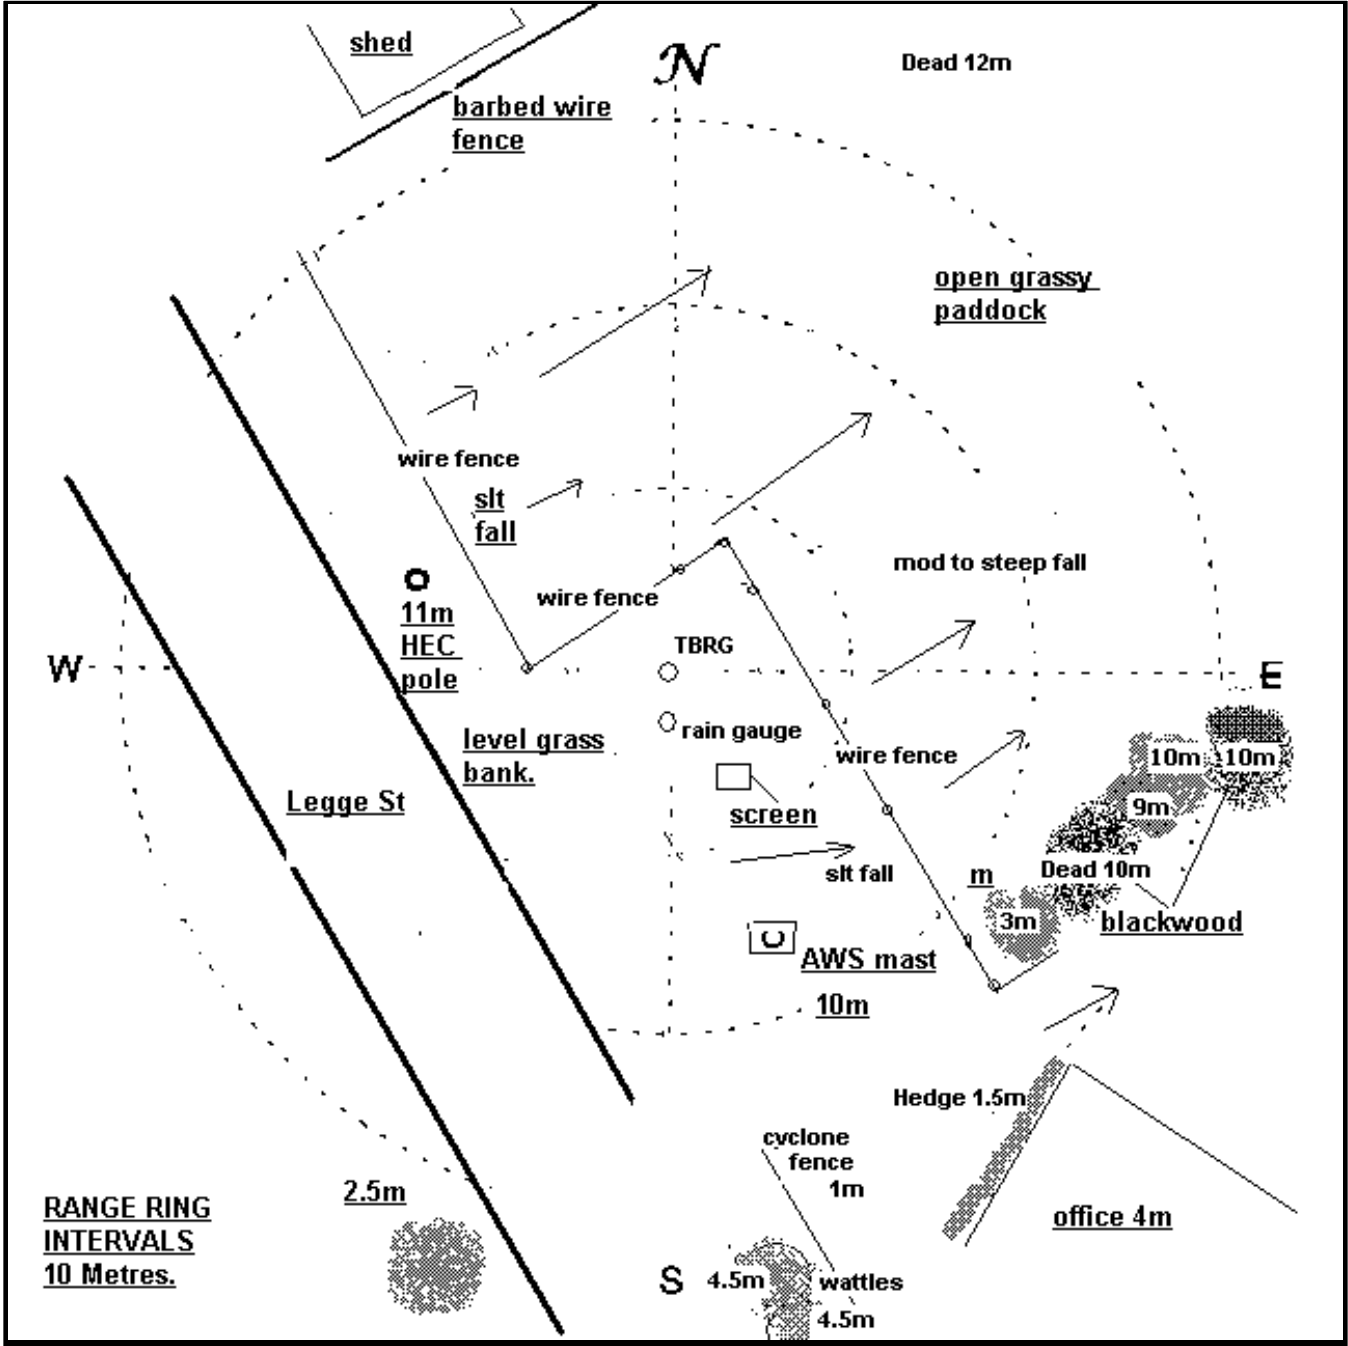 shed
N
Dead 12m
barbed wire
fence
open grassy
paddock
wire fence
slt
fall
mod to steep fall
wire fence
11m
HEC
pole
TBRG
W
E
rain gauge
level grass
bank.
wire fence
10m
10m
9m
screen
Legge St
slt fall
Dead 10m
m
3m
blackwood
AWS mast
10m
Hedge 1.5m
cyclone
fence
1m
2.5m
office 4m
RANGE RING
INTERVALS
10 Metres.
S
4.5m
wattles
4.5m